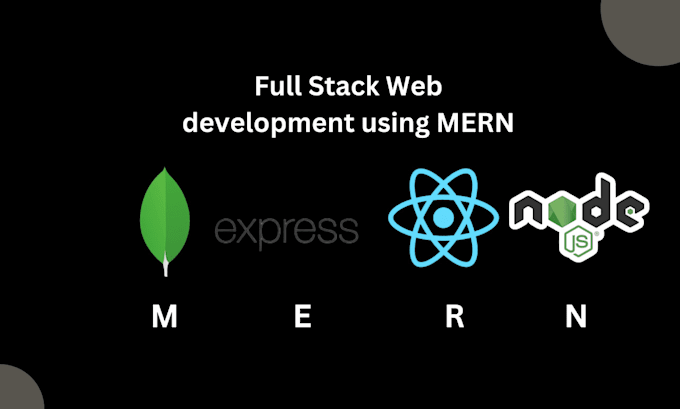 Full Stack Web
development using MERN
express
node
JS
M E R N